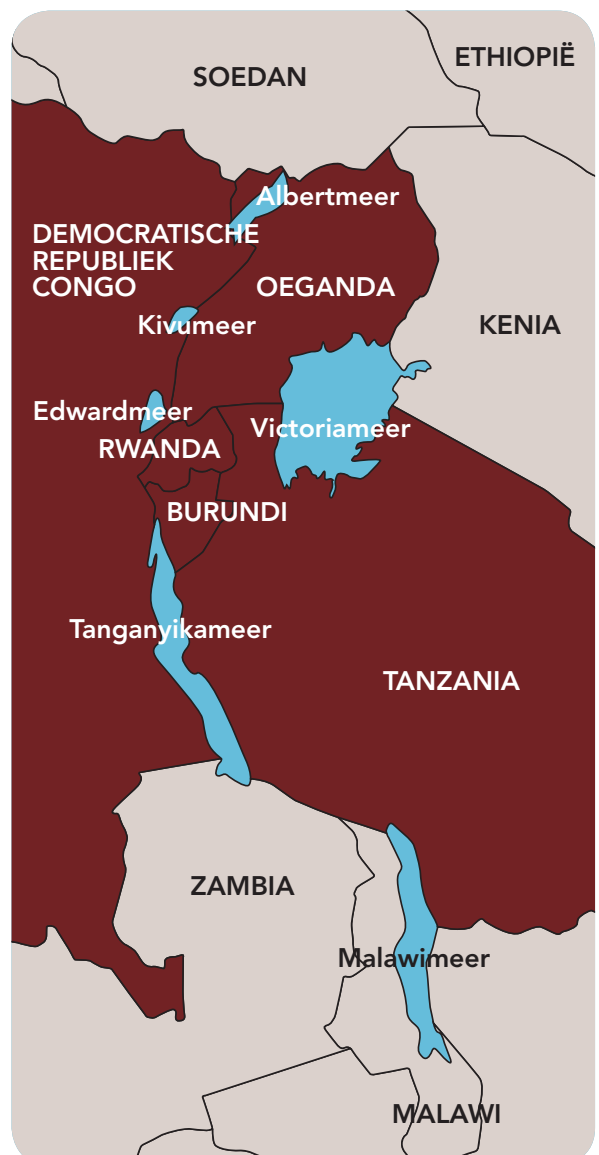 ETHIOPIË
SOEDAN
Albertmeer
DEMOCRATISCHE
REPUBLIEK
CONGO
OEGANDA
Kivumeer
KENIA
Edwardmeer
Victoriameer
RWANDA
BURUNDI
Tanganyikameer
TANZANIA
ZAMBIA
Malawimeer
MALAWI